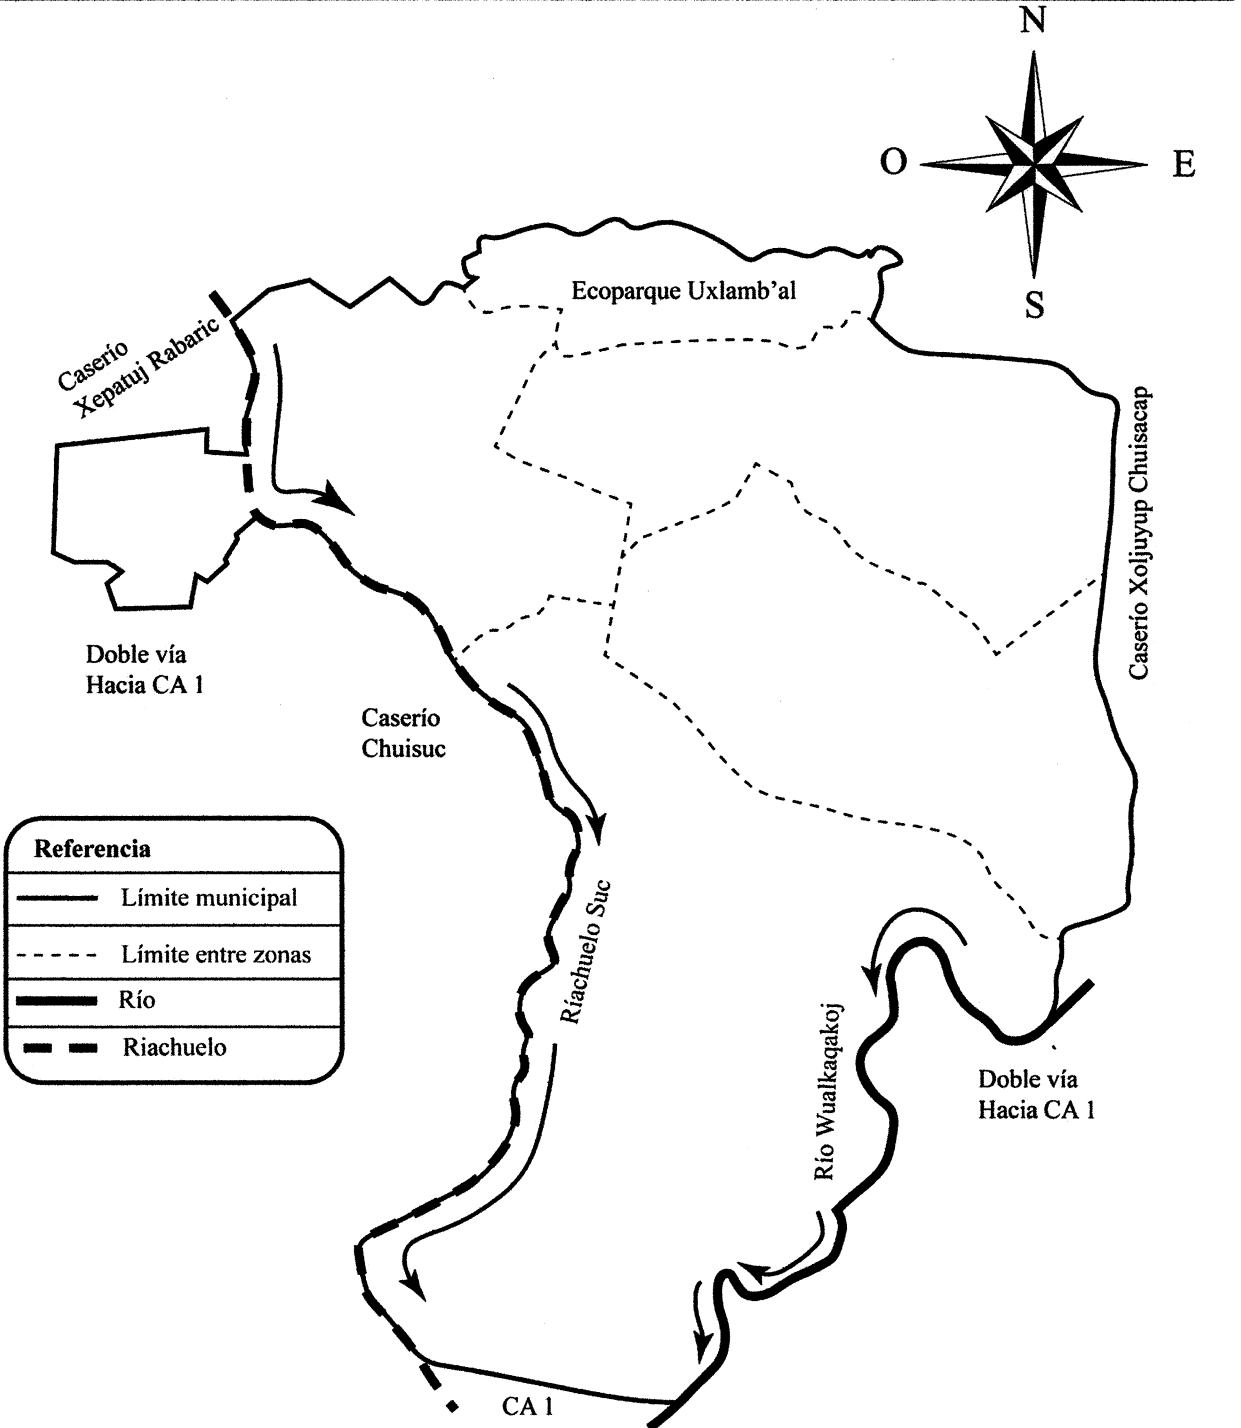 N
O
E
S
Ecoparque Uxlamb'al
Caserío
Xepatuj Rabaric
Caserío Xoljuyup Chuisacap
Doble vía
Hacia CA 1
Caserío
Chuisuc
Referencia
Límite municipal
Límite entre zonas
Río
Riachuelo
Ríachuelo Suc
Río Wualkaqakoj
Doble vía
Hacia CA 1
CA 1